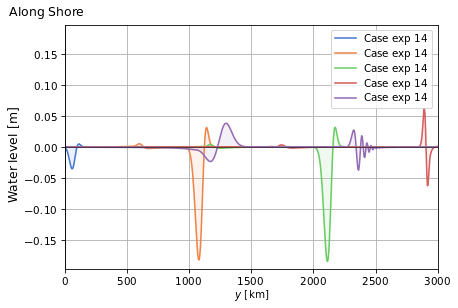 Along Shore
Water level [m]
0.15
0.10
0.05
0.00
−0.05
−0.10
−0.15
Case exp 14
Case exp 14
Case exp 14
Case exp 14
Case exp 14
0 500 1000 1500 2000 2500 3000
y [km]